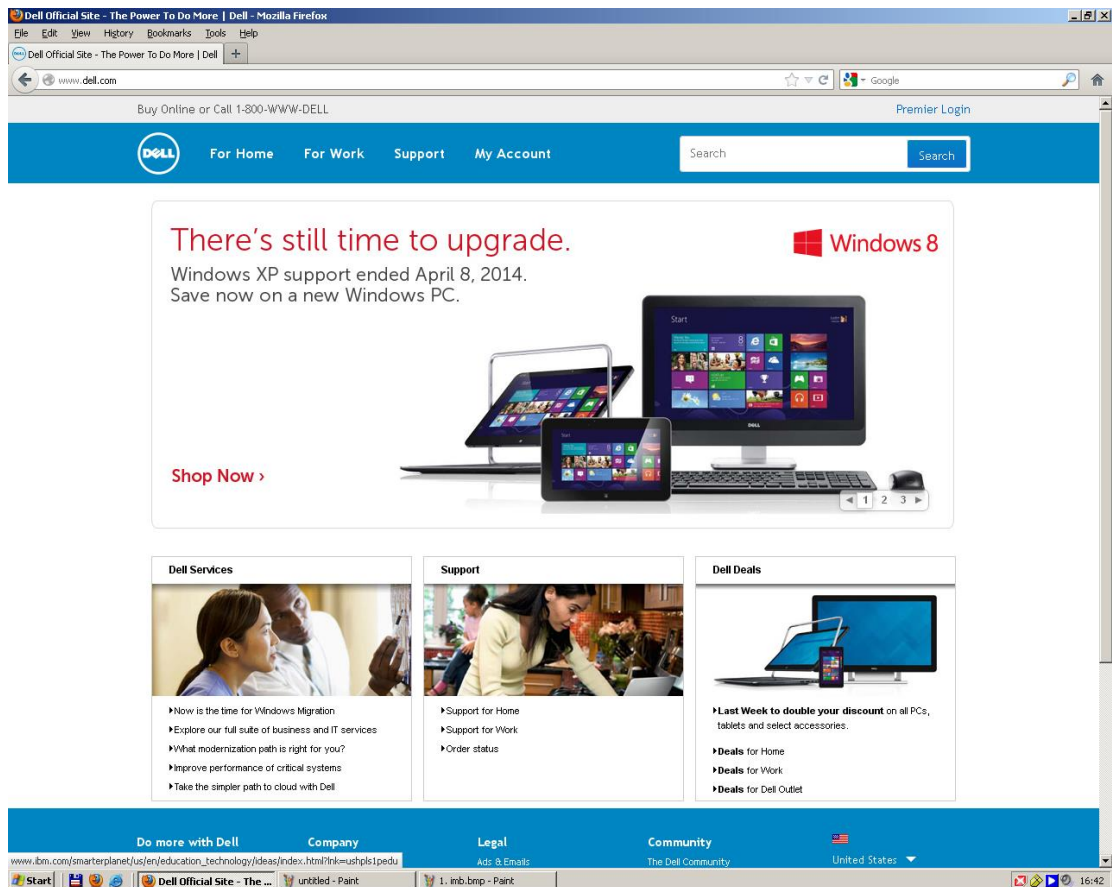 Dell Official Site - The Power To Do More | Dell - Mozilla Firefox
File Edit View History Bookmarks Tools Help
Dell Official Site - The Power To Do More | Dell +
www.dell.com
Google
Buy Online or Call 1-800-WWW-DELL
Premier Login
DELL
For Home For Work Support My Account
Search
Search
There's still time to upgrade.
Windows 8
Windows XP support ended April 8, 2014.
Save now on a new Windows PC.
Start
Start
DELL
Shop Now ›
1 2 3
Dell Services
Now is the time for Windows Migration
Explore our full suite of business and IT services
What modernization path is right for you?
Improve performance of critical systems
Take the simpler path to cloud with Dell
Support
Support for Home
Support for Work
Order status
Dell Deals
Last Week to double your discount on all PCs,
tablets and select accessories.
Deals for Home
Deals for Work
Deals for Dell Outlet
Do more with Dell
Company
Legal
Ads & Emails
Community
The Dell Community
United States
www.ibm.com/smarterplanet/us/en/education_technology/ideas/index.html?lnk=ushpls1pedu
Start
Dell Official Site - The ...
untitled - Paint
1. imb.bmp - Paint
16:42